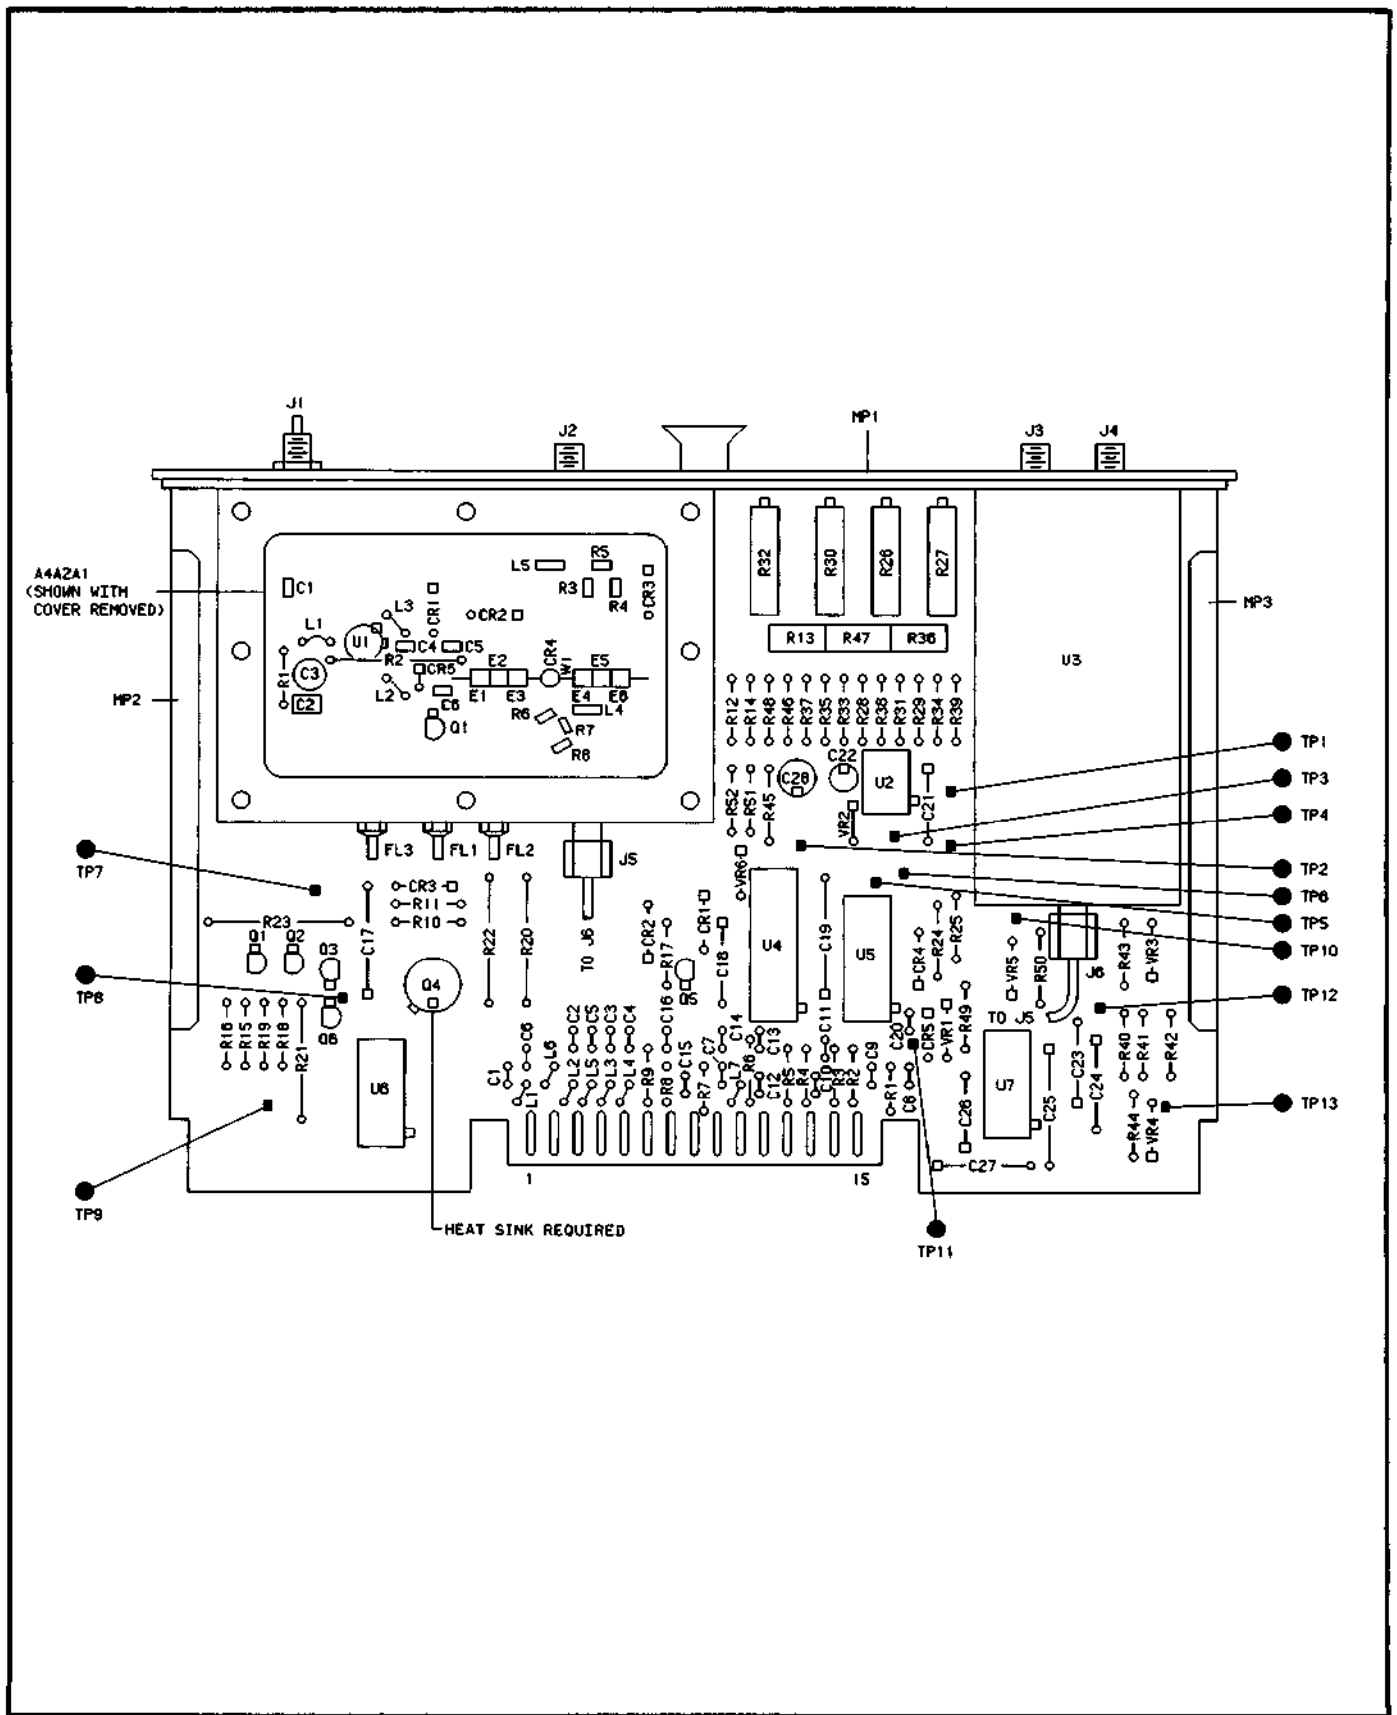 J1
J2
MP1
J3
J4
A4A2A1
(SHOWN WITH
COVER REMOVED)
C1
L5
R5
R3
R4
CR3
R32
R30
R26
R27
MP3
L1
U1
L3
CR1
CR2
C4
C5
R13
R47
R36
U3
R1
C3
R2
CR5
E2
CR4
W1
E5
MP2
C2
L2
C6
E1
E3
E4
E6
L4
Q1
R6
R7
R8
R12
R14
R48
R46
R37
R35
R33
R28
R38
R31
R29
R34
R39
TP1
TP3
TP4
TP2
TP6
TP5
TP10
TP12
TP13
C28
C22
U2
C21
R52
R51
R45
VR2
VR6
FL3
FL1
FL2
J5
TP7
CR3
R11
R10
R23
C17
R22
R20
TO J6
CR2
CR1
R17
C18
U4
C19
U5
CR4
R24
R25
VR5
R50
J6
R43
VR3
Q1
Q2
Q3
Q4
Q5
TP8
Q6
R16
R15
R19
R18
R21
U6
C6
L6
C2
C5
C3
C4
C16
C14
C13
C11
C20
CR5
VR1
R49
TO J5
C1
L1
L2
L5
L3
L4
R9
R8
C15
R7
C7
L7
R6
C12
R5
R4
C10
R3
R2
C9
R1
C8
C26
U7
C25
C23
C24
R40
R41
R42
R44
VR4
C27
1
15
TP9
HEAT SINK REQUIRED
TP11